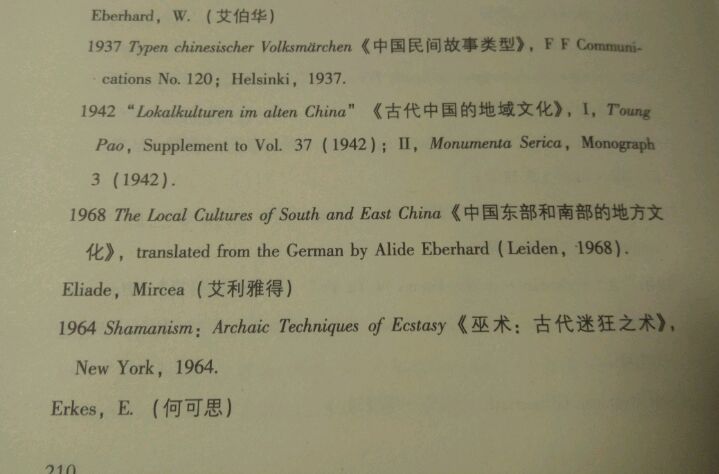 Eberhard, W. (艾伯华)
1937 Typen chinesischer Volksmärchen《中国民间故事类型》, F F Communi-
cations No. 120; Helsinki, 1937.
1942 “Lokalkulturen im alten China” 《古代中国的地域文化》, I, T'oung
Pao, Supplement to Vol. 37 (1942); II, Monumenta Serica, Monograph
3 (1942).
1968 The Local Cultures of South and East China《中国东部和南部的地方文
化》, translated from the German by Alide Eberhard (Leiden, 1968).
Eliade, Mircea (艾利雅得)
1964 Shamanism: Archaic Techniques of Ecstasy《巫术: 古代迷狂之术》,
New York, 1964.
Erkes, E. (何可思)
210